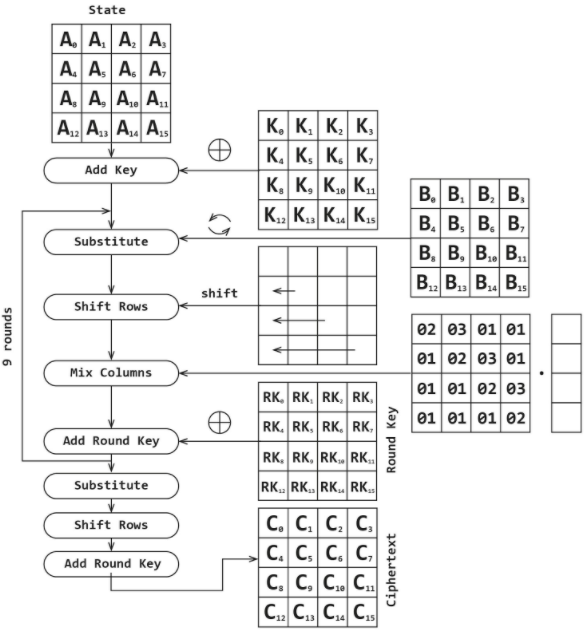 State
A₀ A₁ A₂ A₃
A₄ A₅ A₆ A₇
A₈ A₉ A₁₀ A₁₁
A₁₂ A₁₃ A₁₄ A₁₅
Add Key
K₀ K₁ K₂ K₃
K₄ K₅ K₆ K₇
K₈ K₉ K₁₀ K₁₁
K₁₂ K₁₃ K₁₄ K₁₅
Substitute
B₀ B₁ B₂ B₃
B₄ B₅ B₆ B₇
B₈ B₉ B₁₀ B₁₁
B₁₂ B₁₃ B₁₄ B₁₅
Shift Rows
shift
9 rounds
Mix Columns
02 03 01 01
01 02 03 01
01 01 02 03
01 01 01 02
Add Round Key
RK₀ RK₁ RK₂ RK₃
RK₄ RK₅ RK₆ RK₇
RK₈ RK₉ RK₁₀ RK₁₁
RK₁₂ RK₁₃ RK₁₄ RK₁₅
Round Key
Substitute
Shift Rows
Add Round Key
C₀ C₁ C₂ C₃
C₄ C₅ C₆ C₇
C₈ C₉ C₁₀ C₁₁
C₁₂ C₁₃ C₁₄ C₁₅
Ciphertext